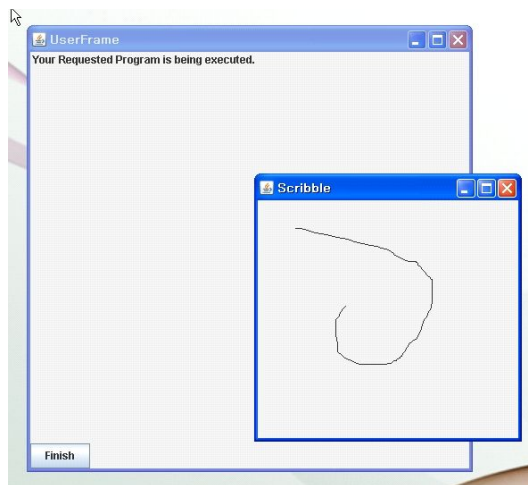 UserFrame
Your Requested Program is being executed.
Scribble
Finish